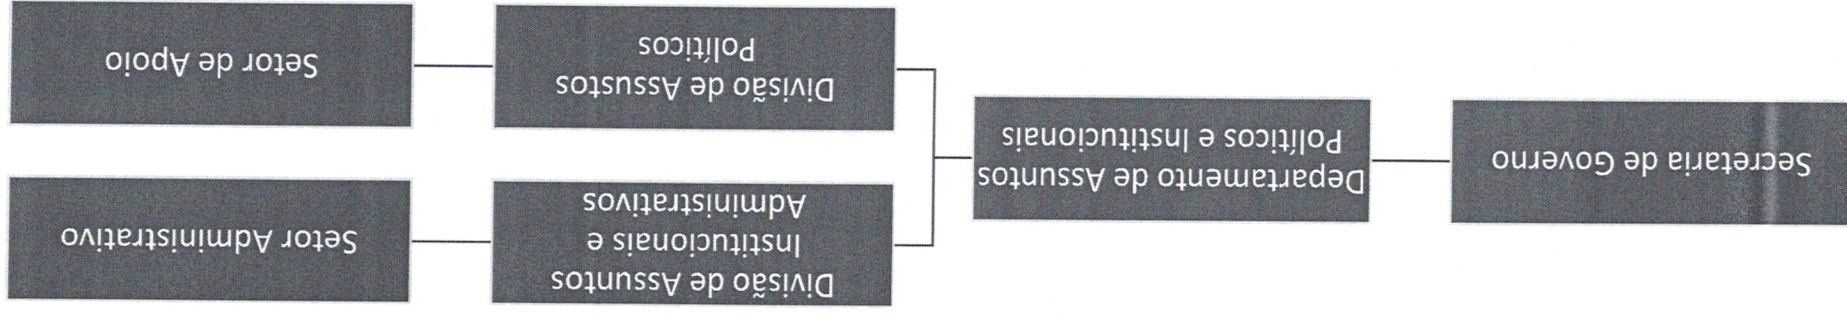 Secretaria de Governo
Departamento de Assuntos
Políticos e Institucionais
Divisão de Assuntos
Institucionais e
Administrativos
Setor Administrativo
Divisão de Assustos
Políticos
Setor de Apoio